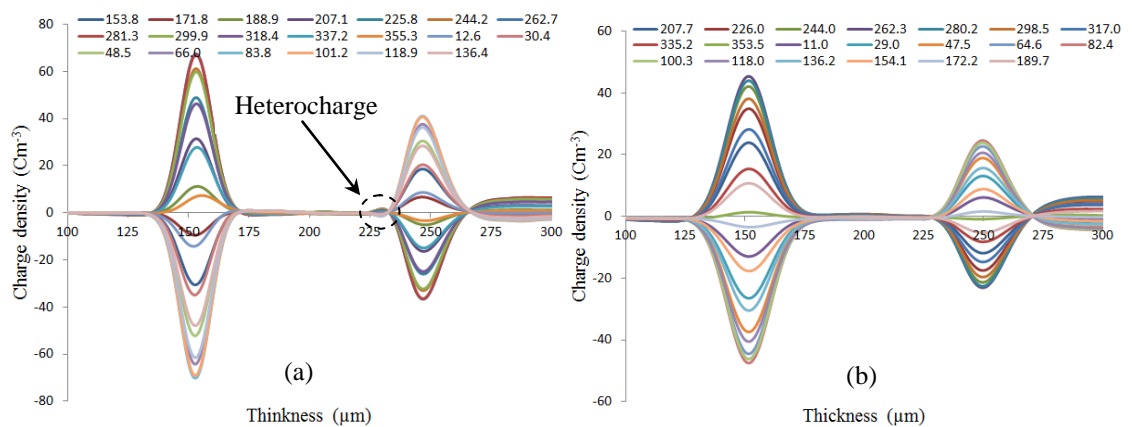 153.8 171.8 188.9 207.1 225.8 244.2 262.7
281.3 299.9 318.4 337.2 355.3 12.6 30.4
48.5 66.0 83.8 101.2 118.9 136.4
80
60
40
20
0
-20
-40
-60
-80
100 150 200 250 300
Charge density (Cm-3)
Heterocharge
(a)
Thinkness (µm)
207.7 226.0 244.0 262.3 280.2 298.5 317.0
335.2 353.5 11.0 29.0 47.5 64.6 82.4
100.3 118.0 136.2 154.1 172.2 189.7
60
40
20
0
-20
-40
-60
100 125 150 175 200 225 250 275 300
Charge density (Cm-3)
(b)
Thickness (µm)